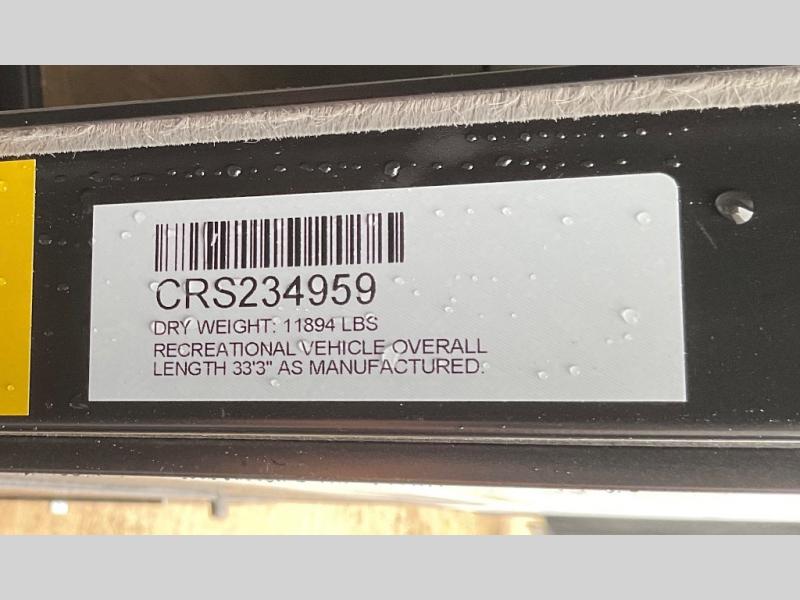 CRS234959
DRY WEIGHT: 11894 LBS
RECREATIONAL VEHICLE OVERALL
LENGTH 33'3" AS MANUFACTURED.